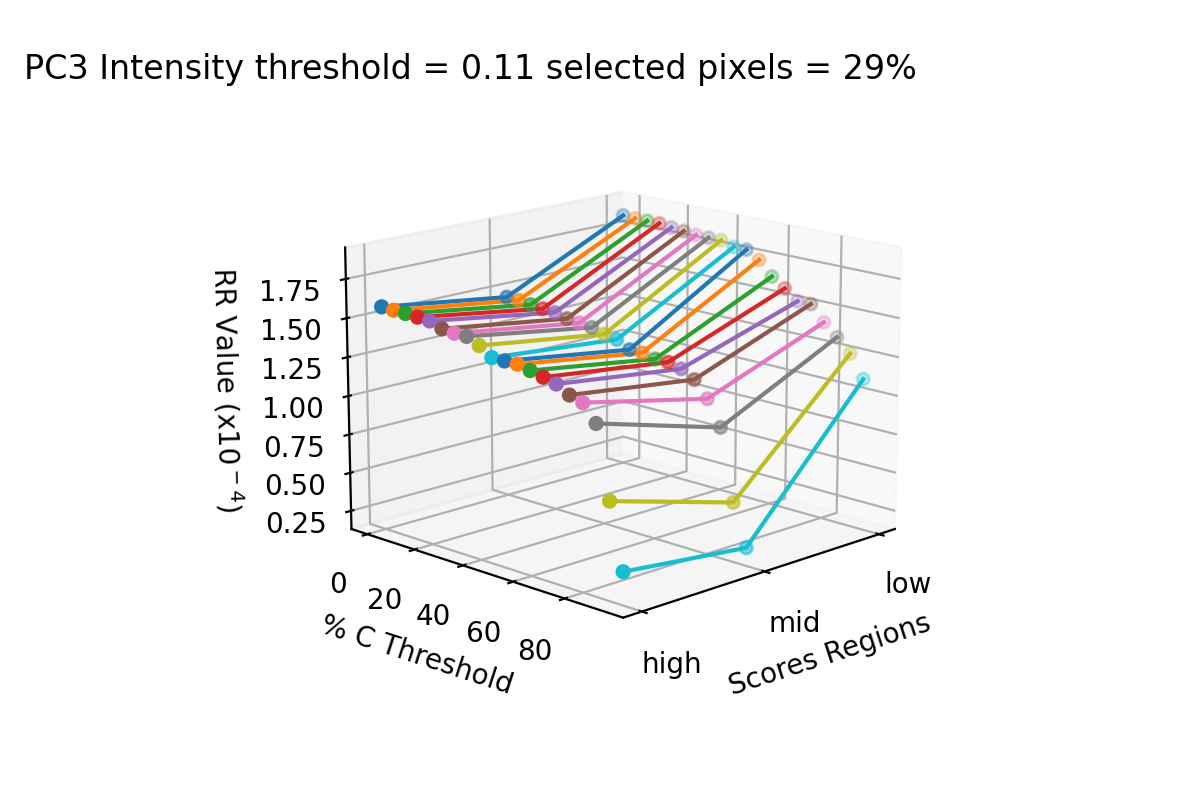 PC3 Intensity threshold = 0.11 selected pixels = 29%
RR Value (x10⁻⁴)
1.75
1.50
1.25
1.00
0.75
0.50
0.25
0
20
40
60
80
% C Threshold
high
mid
low
Scores Regions